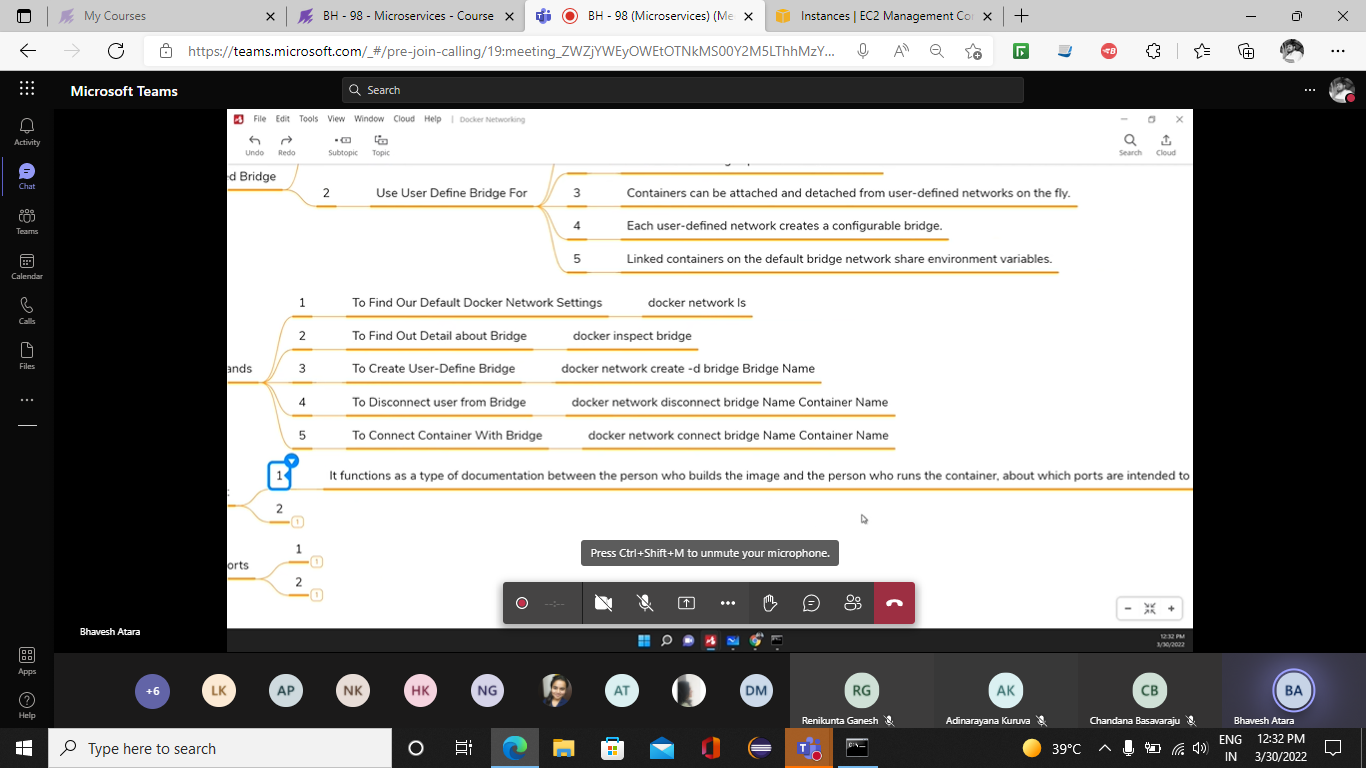 My Courses
BH - 98 - Microservices - Course
BH - 98 (Microservices) (Me
Instances | EC2 Management Co
https://teams.microsoft.com/_#/pre-join-calling/19:meeting_ZWZjYWEyOWEtOTNkMS00Y2M5LThhMzY...
Microsoft Teams
Search
Activity
Chat
Teams
Calendar
Calls
Files
Apps
Help
File Edit Tools View Window Cloud Help | Docker Networking
Undo Redo Subtopic Topic Search Cloud
d Bridge
2 Use User Define Bridge For
3 Containers can be attached and detached from user-defined networks on the fly.
4 Each user-defined network creates a configurable bridge.
5 Linked containers on the default bridge network share environment variables.
ands
1 To Find Our Default Docker Network Settings docker network ls
2 To Find Out Detail about Bridge docker inspect bridge
3 To Create User-Define Bridge docker network create -d bridge Bridge Name
4 To Disconnect user from Bridge docker network disconnect bridge Name Container Name
5 To Connect Container With Bridge docker network connect bridge Name Container Name
1 It functions as a type of documentation between the person who builds the image and the person who runs the container, about which ports are intended to
2 1
orts
1 1
2 1
Press Ctrl+Shift+M to unmute your microphone.
--:--
Bhavesh Atara
12:32 PM
3/30/2022
+6 LK AP NK HK NG AT DM RG AK CB BA
Renikunta Ganesh Adinarayana Kuruva Chandana Basavaraju Bhavesh Atara
Type here to search
39°C
ENG
IN
12:32 PM
3/30/2022